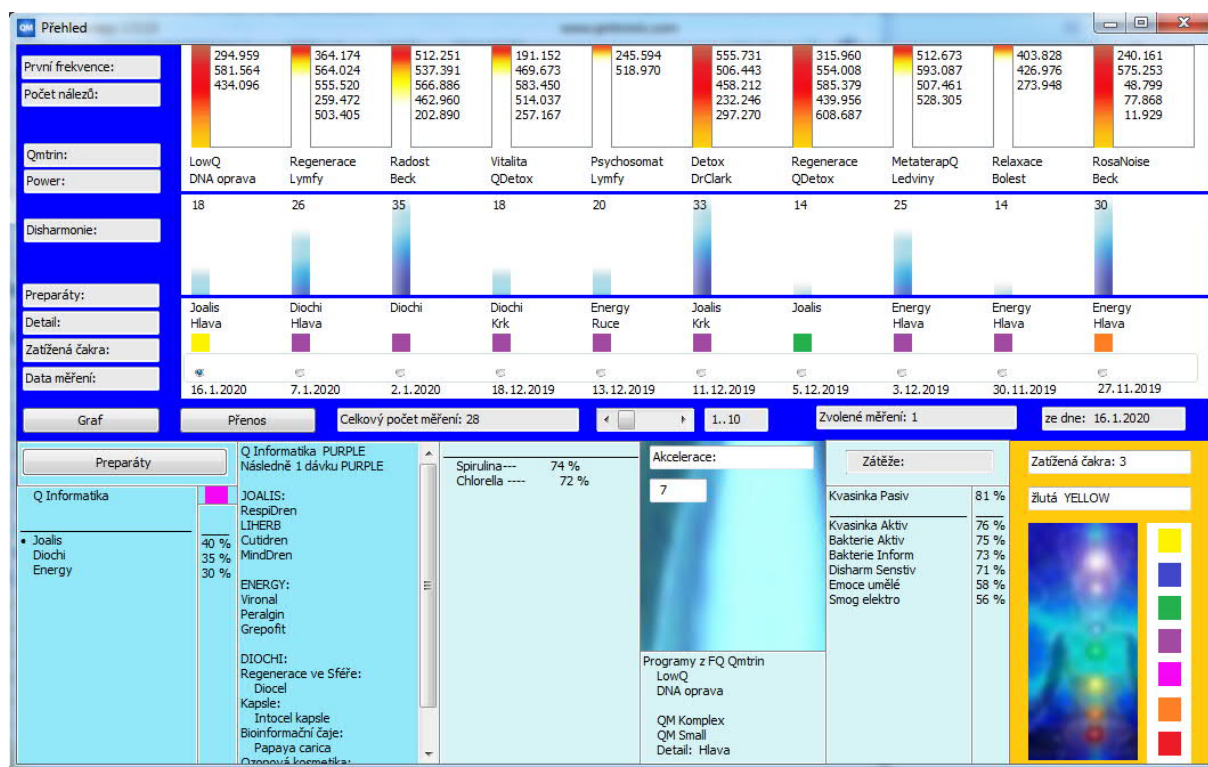 QM Přehled
První frekvence:
Počet nálezů:
Qmtrin:
Power:
Disharmonie:
Preparáty:
Detail:
Zatížená čakra:
Data měření:
294.959 364.174 512.251 191.152 245.594 555.731 315.960 512.673 403.828 240.161
581.564 564.024 537.391 469.673 518.970 506.443 554.008 593.087 426.976 575.253
434.096 555.520 566.886 583.450 458.212 585.379 507.461 273.948 48.799
259.472 462.960 514.037 232.246 439.956 528.305 77.868
503.405 202.890 257.167 297.270 608.687 11.929
LowQ Regenerace Radost Vitalita Psychosomat Detox Regenerace MetaterapQ Relaxace RosaNoise
DNA oprava Lymfy Beck QDetox Lymfy DrClark QDetox Ledviny Bolest Beck
18 26 35 18 20 33 14 25 14 30
Joalis Diochi Diochi Diochi Energy Joalis Joalis Energy Energy Energy
Hlava Hlava Krk Ruce Krk Hlava Hlava Hlava
16.1.2020 7.1.2020 2.1.2020 18.12.2019 13.12.2019 11.12.2019 5.12.2019 3.12.2019 30.11.2019 27.11.2019
Graf
Přenos
Celkový počet měření: 28
1..10
Zvolené měření: 1
ze dne: 16.1.2020
Preparáty
Q Informatika
Joalis 40 %
Diochi 35 %
Energy 30 %
Q Informatika PURPLE
Následně 1 dávku PURPLE
JOALIS:
RespiDren
LIHERB
Cutidren
MindDren
ENERGY:
Vironal
Peralgin
Grepofit
DIOCHI:
Regenerace ve Sféře:
Diocel
Kapsle:
Intocel kapsle
Bioinformační čaje:
Papaya carica
Ozonová kosmetika:
Spirulina--- 74 %
Chlorella ---- 72 %
Akcelerace:
7
Programy z FQ Qmtrin
LowQ
DNA oprava
QM Komplex
QM Small
Detail: Hlava
Zátěže:
Kvasinka Pasiv 81 %
Kvasinka Aktiv 76 %
Bakterie Aktiv 75 %
Bakterie Inform 73 %
Disharm Senstiv 71 %
Emoce umělé 58 %
Smog elektro 56 %
Zatížená čakra: 3
žlutá YELLOW